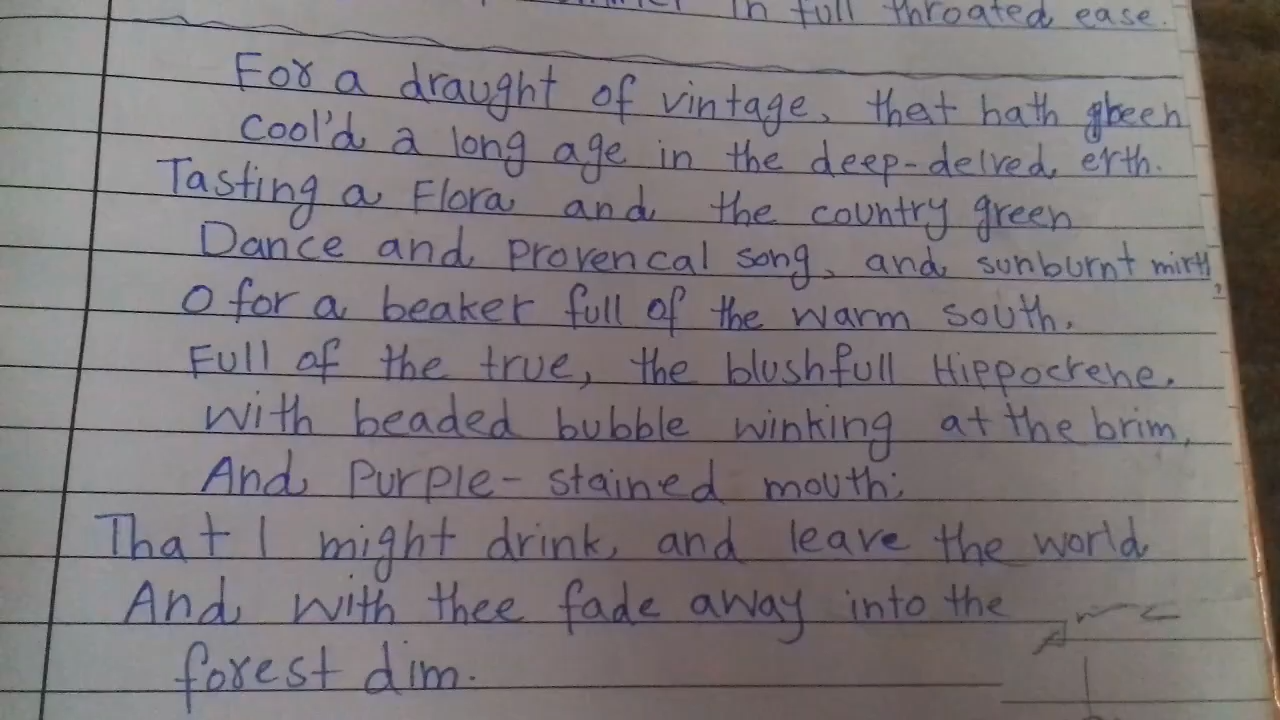 in full throated ease.
For a draught of vintage, that hath been
cool'd a long age in the deep-delved erth.
Tasting a Flora and the country green
Dance and provencal song, and sunburnt mirth,
O for a beaker full of the warm south,
Full of the true, the blushfull Hippocrene,
with beaded bubble winking at the brim,
And Purple-stained mouth;
That I might drink, and leave the world
And with thee fade away into the
forest dim.